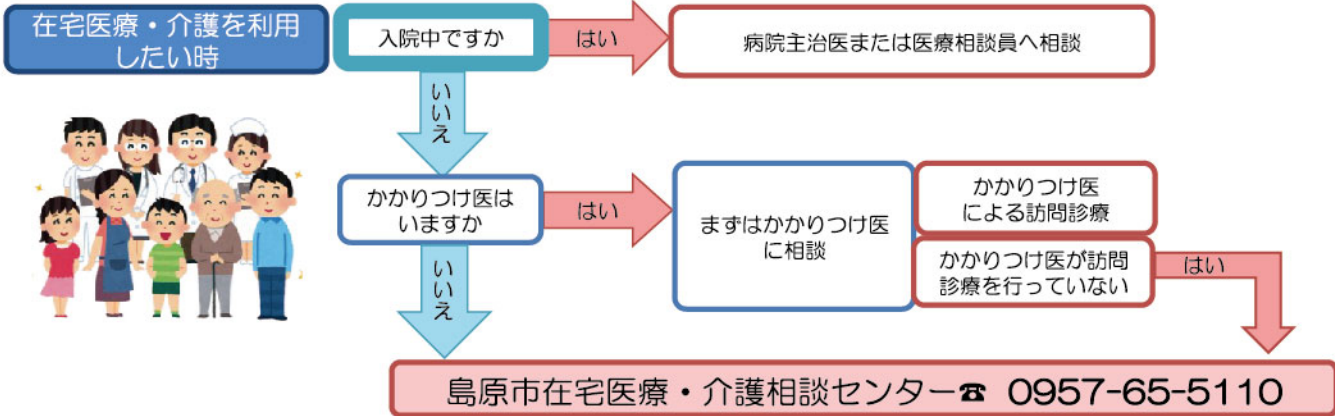 在宅医療・介護を利用
したい時
入院中ですか
はい
病院主治医または医療相談員へ相談
いいえ
かかりつけ医は
いますか
はい
まずはかかりつけ医
に相談
かかりつけ医
による訪問診療
かかりつけ医が訪問
診療を行っていない
はい
いいえ
島原市在宅医療・介護相談センター☎ 0957-65-5110